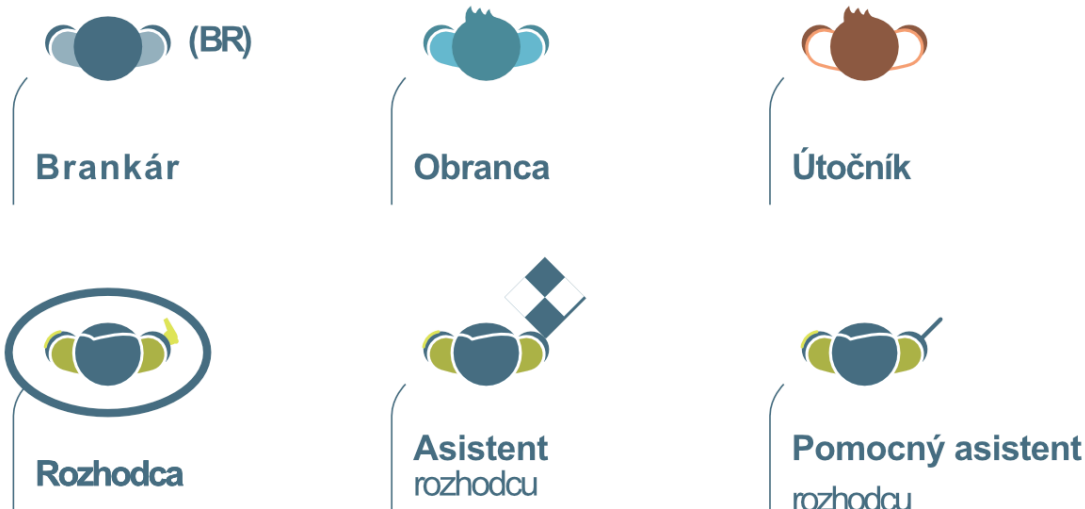 (BR)
Brankár
Obranca
Útočník
Rozhodca
Asistent
rozhodcu
Pomocný asistent
rozhodcu